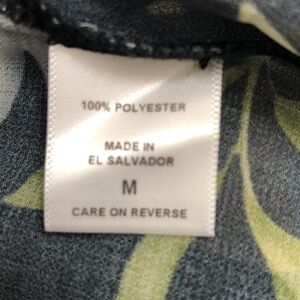 100% POLYESTER
MADE IN
EL SALVADOR
M
CARE ON REVERSE